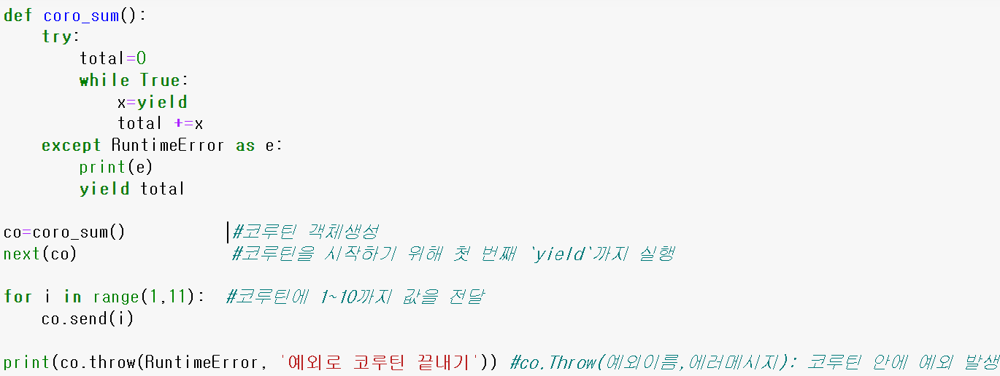 def coro_sum():
    try:
        total=0
        while True:
            x=yield
            total +=x
    except RuntimeError as e:
        print(e)
        yield total

co=coro_sum()           #코루틴 객체생성
next(co)                #코루틴을 시작하기 위해 첫 번째 `yield`까지 실행

for i in range(1,11):  #코루틴에 1~10까지 값을 전달
    co.send(i)

print(co.throw(RuntimeError, '예외로 코루틴 끝내기')) #co.Throw(예외이름,에러메시지): 코루틴 안에 예외 발생